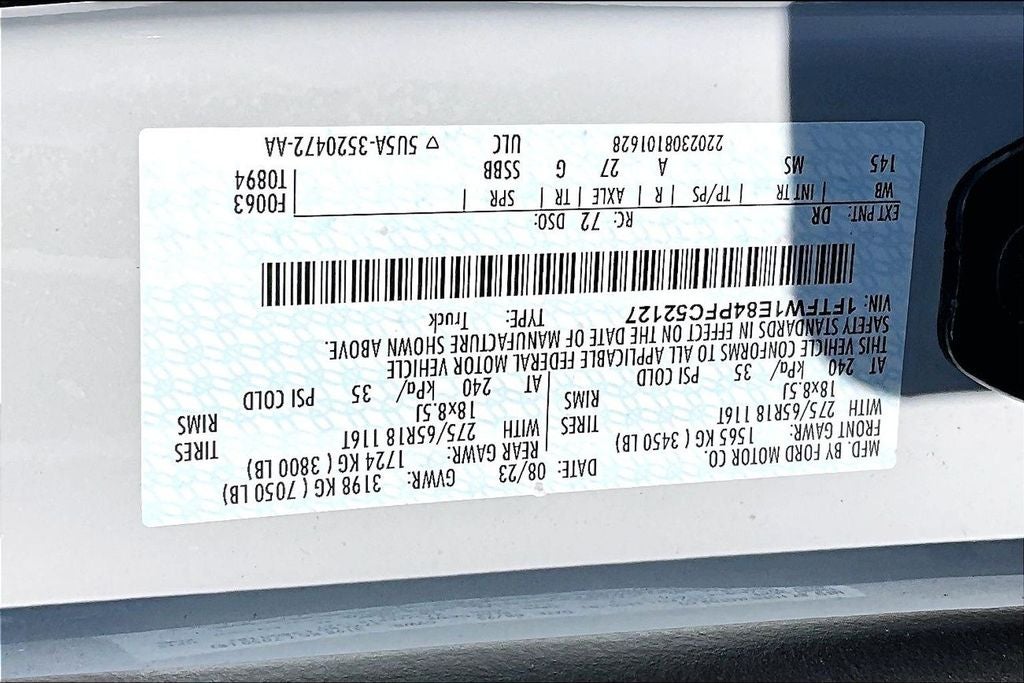 MFD. BY FORD MOTOR CO.
DATE: 08/23 GVWR: 3198 KG ( 7050 LB)
FRONT GAWR: 1565 KG ( 3450 LB) REAR GAWR: 1724 KG ( 3800 LB)
WITH 275/65R18 116T TIRES WITH 275/65R18 116T TIRES
18x8.5J RIMS 18x8.5J RIMS
AT 240 kPa/ 35 PSI COLD AT 240 kPa/ 35 PSI COLD
THIS VEHICLE CONFORMS TO ALL APPLICABLE FEDERAL MOTOR VEHICLE
SAFETY STANDARDS IN EFFECT ON THE DATE OF MANUFACTURE SHOWN ABOVE.
VIN: 1FTFW1E84PFC52127 TYPE: Truck
EXT PNT: DR RC: 72 DSO: F0063
WB | INT TR | TP/PS | R | AXLE | TR | SPR | T0894
145 MS A 27 G SSBB
2202308101628 ULC ▽ 5U5A-3520472-AA